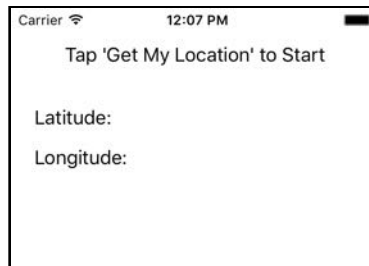 Carrier 12:07 PM
Tap 'Get My Location' to Start
Latitude:
Longitude: